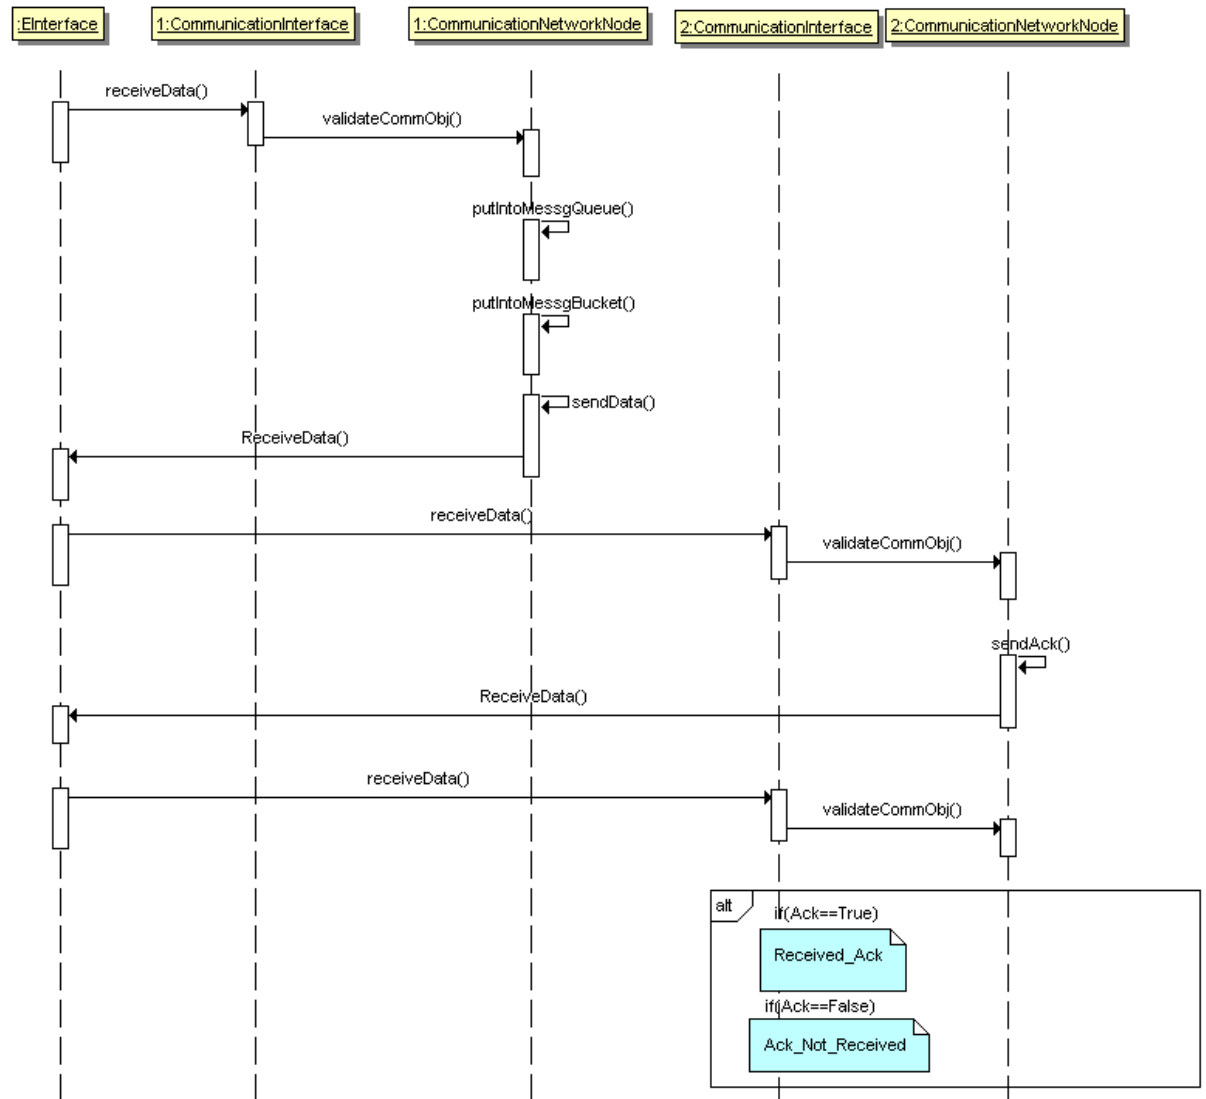 :EInterface
1:CommunicationInterface
1:CommunicationNetworkNode
2:CommunicationInterface
2:CommunicationNetworkNode
receiveData()
validateCommObj()
putIntoMessgQueue()
putIntoMessgBucket()
sendData()
ReceiveData()
receiveData()
validateCommObj()
sendAck()
ReceiveData()
receiveData()
validateCommObj()
alt
if(Ack==True)
Received_Ack
if(Ack==False)
Ack_Not_Received